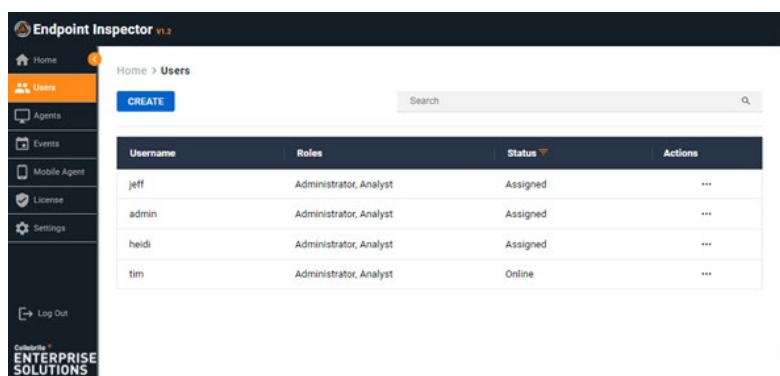 Endpoint Inspector V1.2
Home
Users
Agents
Events
Mobile Agent
License
Settings
Log Out
Cellebrite
ENTERPRISE
SOLUTIONS
Home > Users
CREATE
Search
Username Roles Status Actions
jeff Administrator, Analyst Assigned ...
admin Administrator, Analyst Assigned ...
heidi Administrator, Analyst Assigned ...
tim Administrator, Analyst Online ...